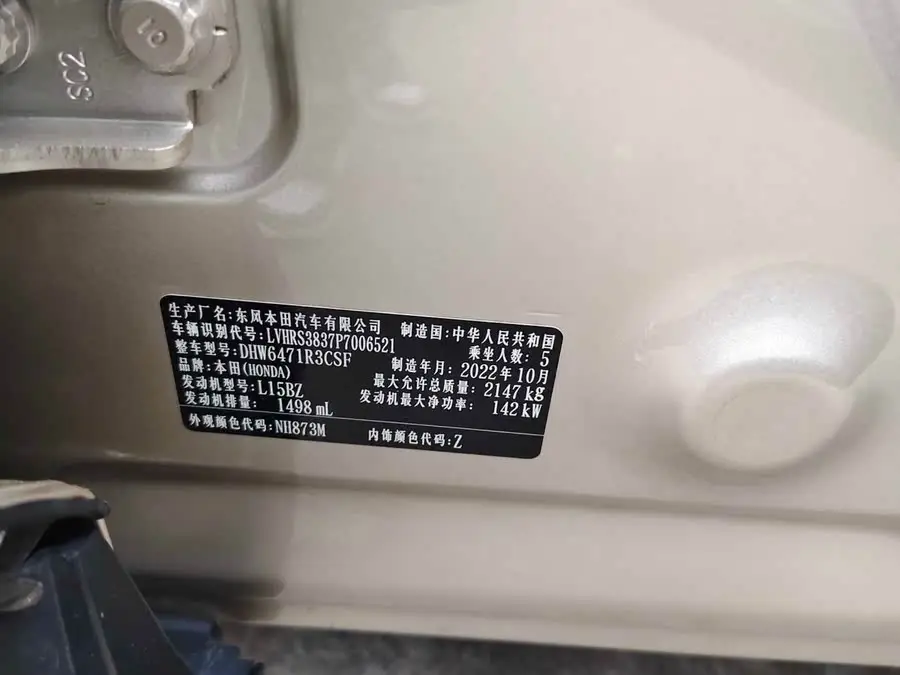 SC2
10
生产厂名:东风本田汽车有限公司 制造国:中华人民共和国
车辆识别代号:LVHRS3837P7006521 乘坐人数: 5
整车型号:DHW6471R3CSF 制造年月:2022年10月
品牌:本田(HONDA) 最大允许总质量: 2147kg
发动机型号:L15BZ 发动机最大净功率: 142kW
发动机排量: 1498 mL
外观颜色代码:NH873M 内饰颜色代码:Z